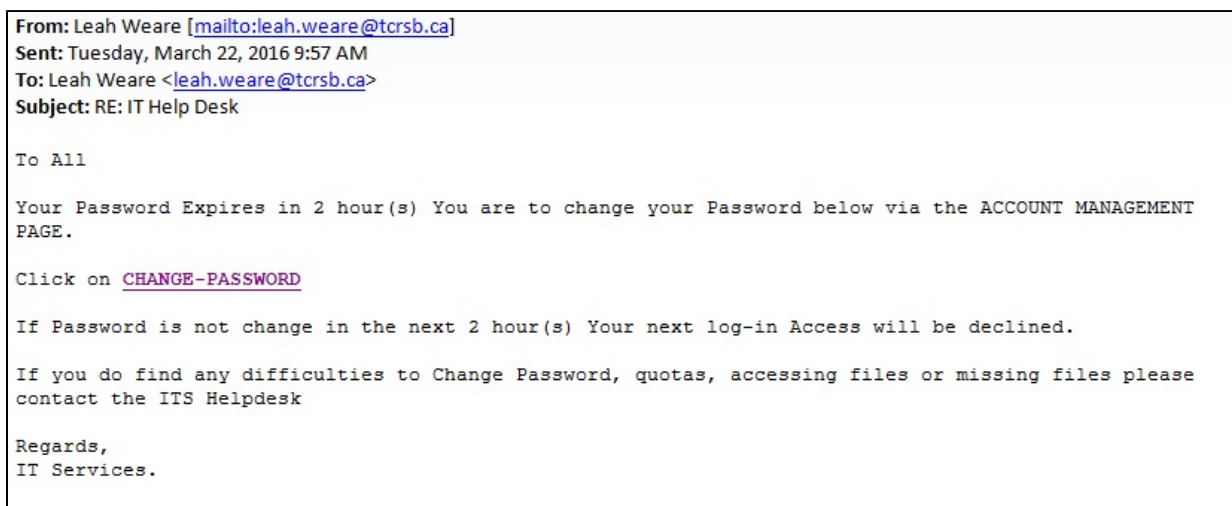 From: Leah Weare [mailto:leah.weare@tcrsb.ca]
Sent: Tuesday, March 22, 2016 9:57 AM
To: Leah Weare <leah.weare@tcrsb.ca>
Subject: RE: IT Help Desk
To All
Your Password Expires in 2 hour(s) You are to change your Password below via the ACCOUNT MANAGEMENT
PAGE.
Click on CHANGE-PASSWORD
If Password is not change in the next 2 hour(s) Your next log-in Access will be declined.
If you do find any difficulties to Change Password, quotas, accessing files or missing files please
contact the ITS Helpdesk
Regards,
IT Services.